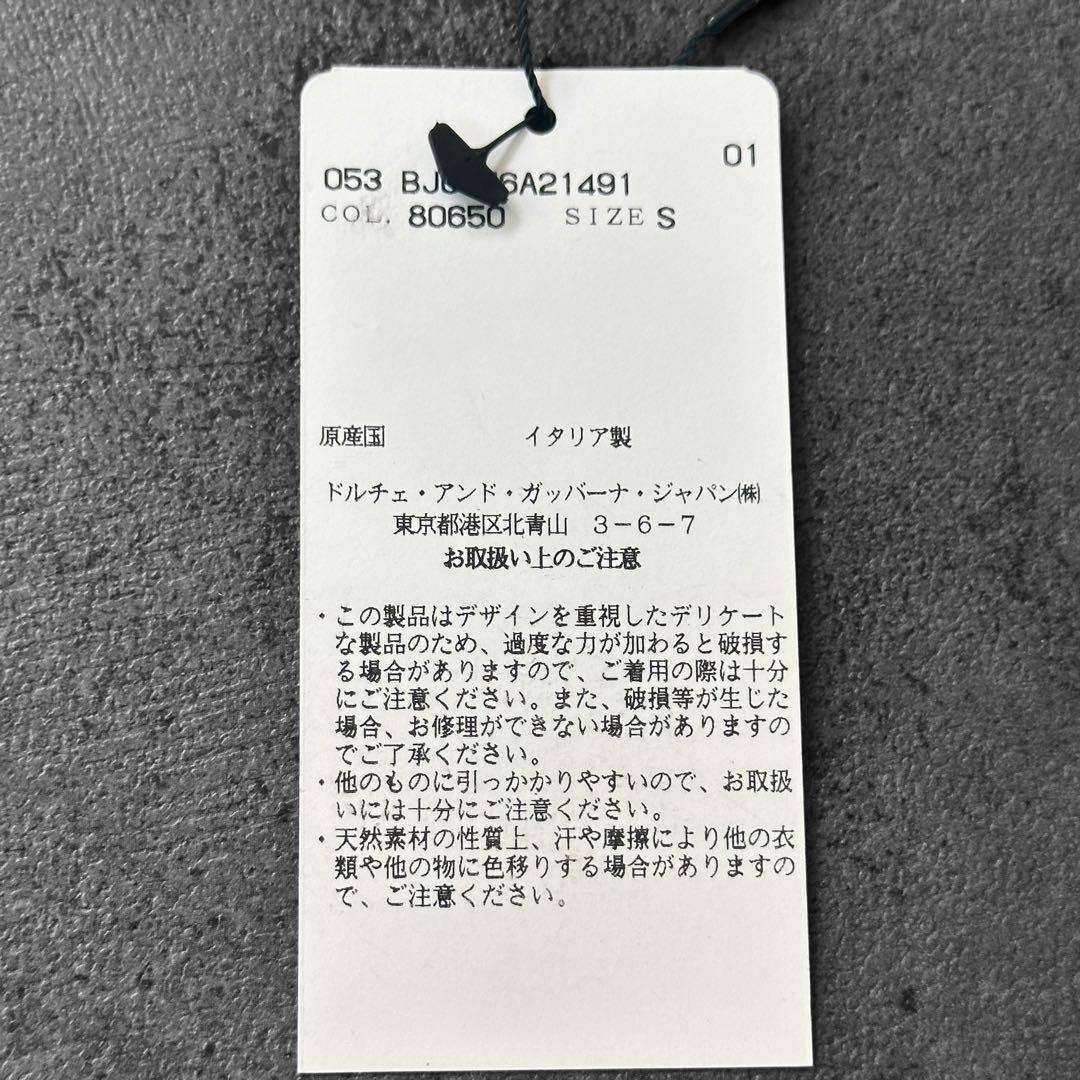 01
053
COL. 80650 SIZE S
原産国 イタリア製
ドルチェ・アンド・ガッバーナ・ジャパン㈱
東京都港区北青山 3-6-7
お取扱い上のご注意
・この製品はデザインを重視したデリケート
な製品のため、過度な力が加わると破損す
る場合がありますので、ご着用の際は十分
にご注意ください。また、破損等が生じた
場合、お修理ができない場合がありますの
でご了承ください。
・他のものに引っかかりやすいので、お取扱
いには十分にご注意ください。
・天然素材の性質上、汗や摩擦により他の衣
類や他の物に色移りする場合がありますの
で、ご注意ください。